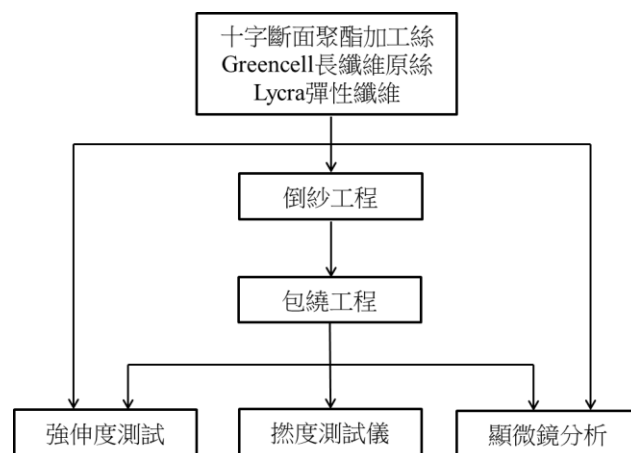 十字斷面聚酯加工絲
Greencell長纖維原絲
Lycra彈性纖維
倒紗工程
包繞工程
強伸度測試
撚度測試儀
顯微鏡分析